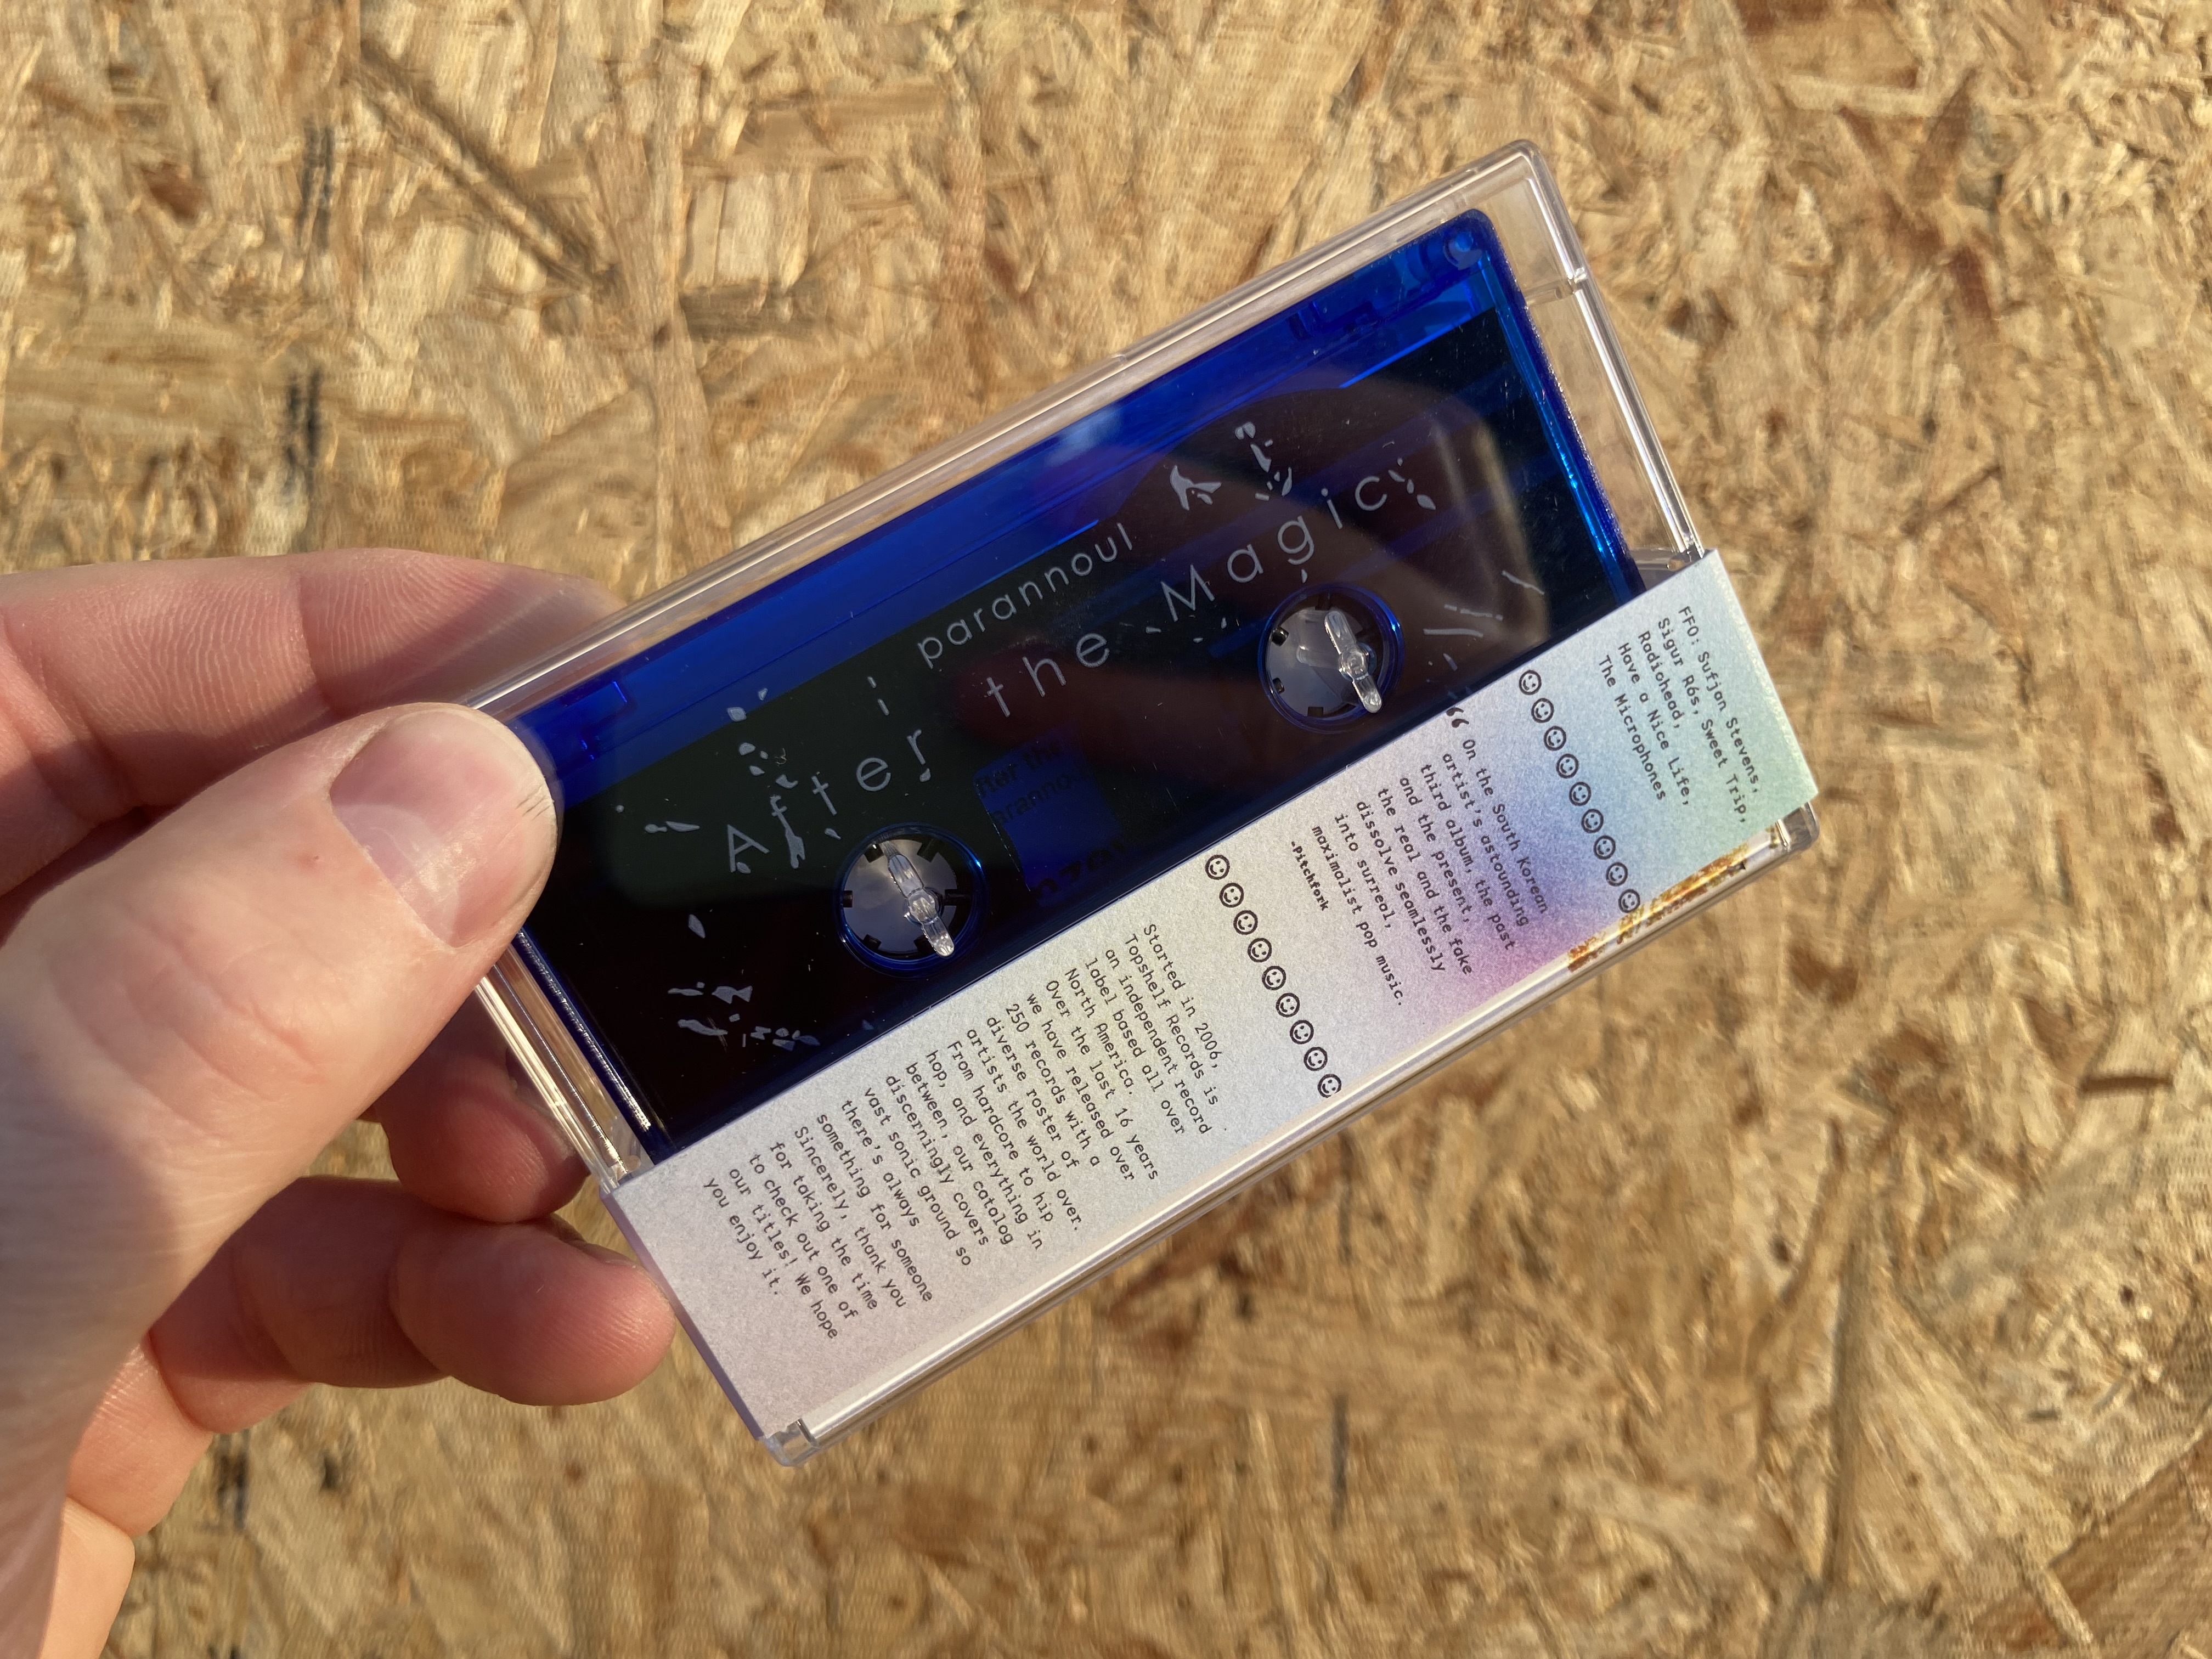 parannoul
After the Magic
FFO: Sufjan Stevens,
Sigur Rós, Sweet Trip,
Radiohead,
Have a Nice Life,
The Microphones
“ On the South Korean
artist's astounding
third album, the past
and the present,
the real and the fake
dissolve seamlessly
into surreal,
maximalist pop music.
-Pitchfork
Started in 2006,
Topshelf Records is
an independent record
label based all over
North America.
Over the last 16 years
we have released over
250 records with a
diverse roster of
artists the world over.
From hardcore to hip
hop, and everything in
between, our catalog
discerningly covers
vast sonic ground so
there's always
something for someone
Sincerely, thank you
for taking the time
to check out one of
our titles! We hope
you enjoy it.